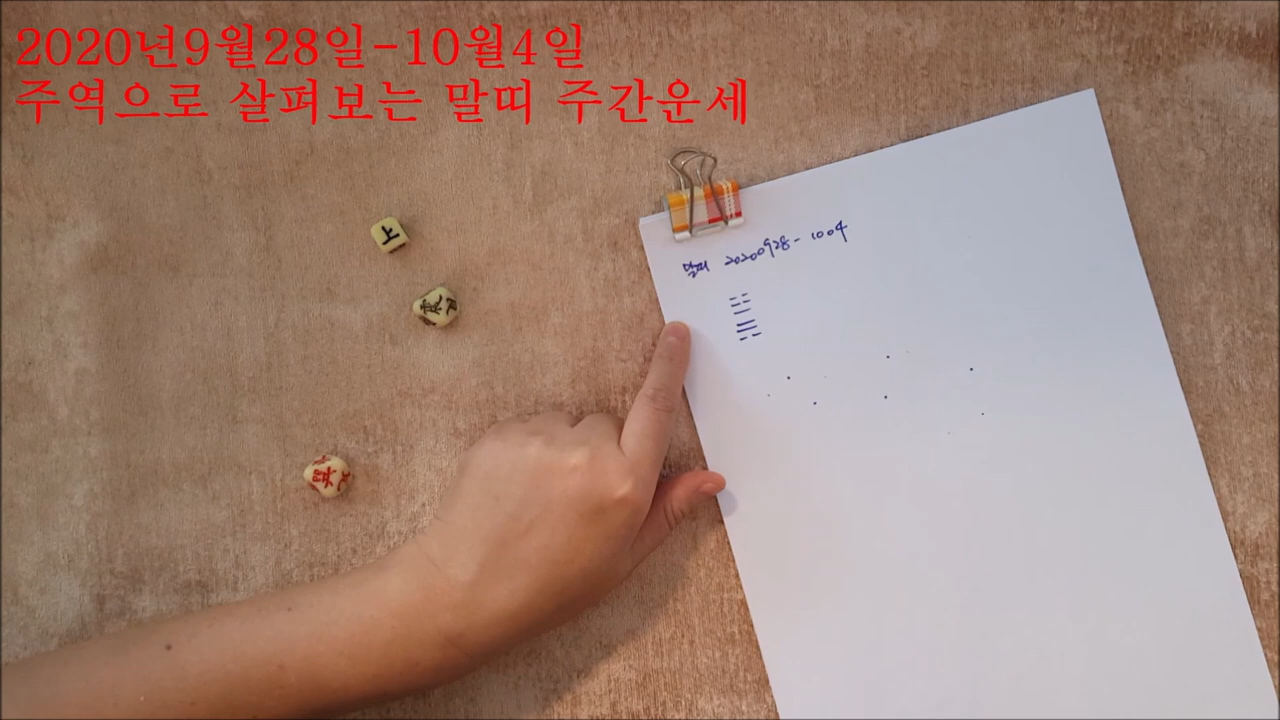 2020년9월28일-10월4일
주역으로 살펴보는 말띠 주간운세
말띠 20200928-1004
上